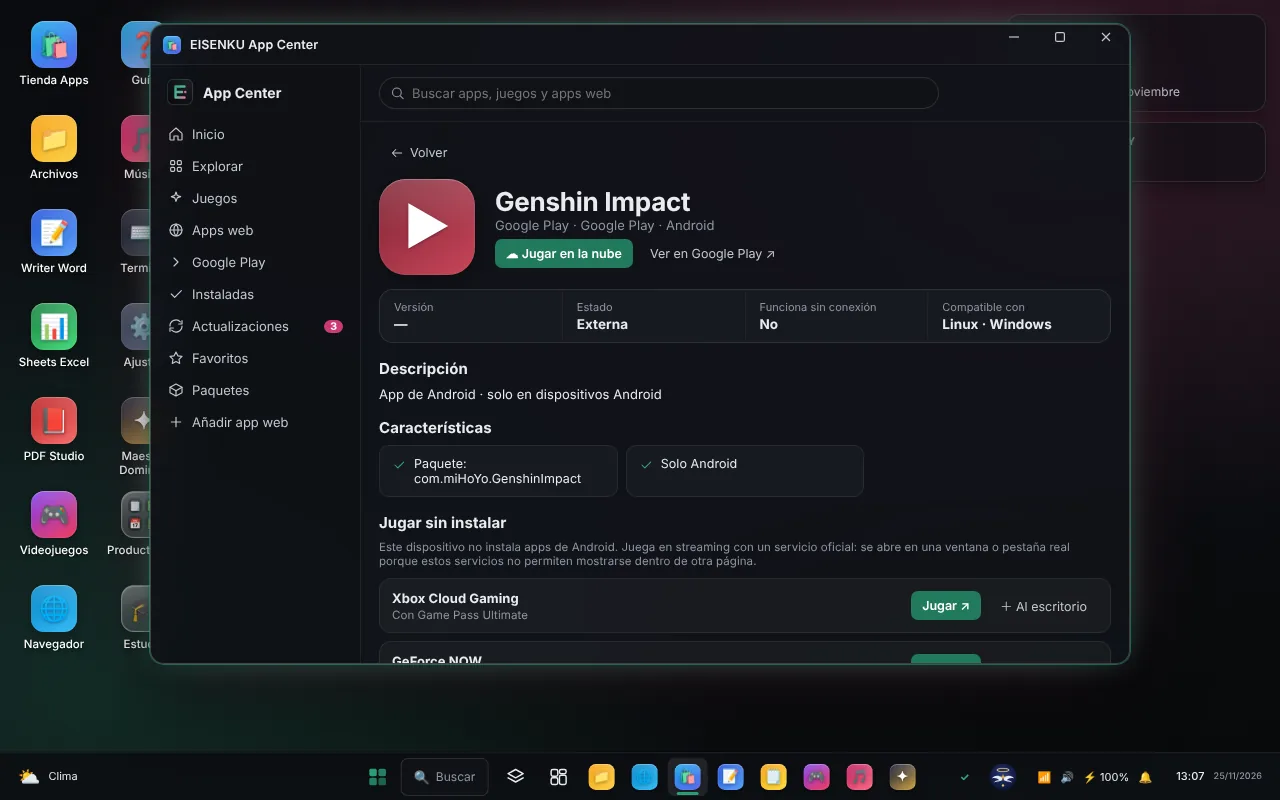 Tienda Apps
Archivos
Writer Word
Sheets Excel
PDF Studio
Videojuegos
Navegador
EISENKU App Center
App Center
Inicio
Explorar
Juegos
Apps web
Google Play
Instaladas
Actualizaciones
3
Favoritos
Paquetes
Añadir app web
Buscar apps, juegos y apps web
← Volver
Genshin Impact
Google Play · Google Play · Android
☁ Jugar en la nube
Ver en Google Play ↗
Versión
—
Estado
Externa
Funciona sin conexión
No
Compatible con
Linux · Windows
Descripción
App de Android · solo en dispositivos Android
Características
Paquete:
com.miHoYo.GenshinImpact
Solo Android
Jugar sin instalar
Este dispositivo no instala apps de Android. Juega en streaming con un servicio oficial: se abre en una ventana o pestaña real
porque estos servicios no permiten mostrarse dentro de otra página.
Xbox Cloud Gaming
Con Game Pass Ultimate
Jugar ↗
+ Al escritorio
GeForce NOW
Clima
Buscar
100%
13:07
25/11/2026